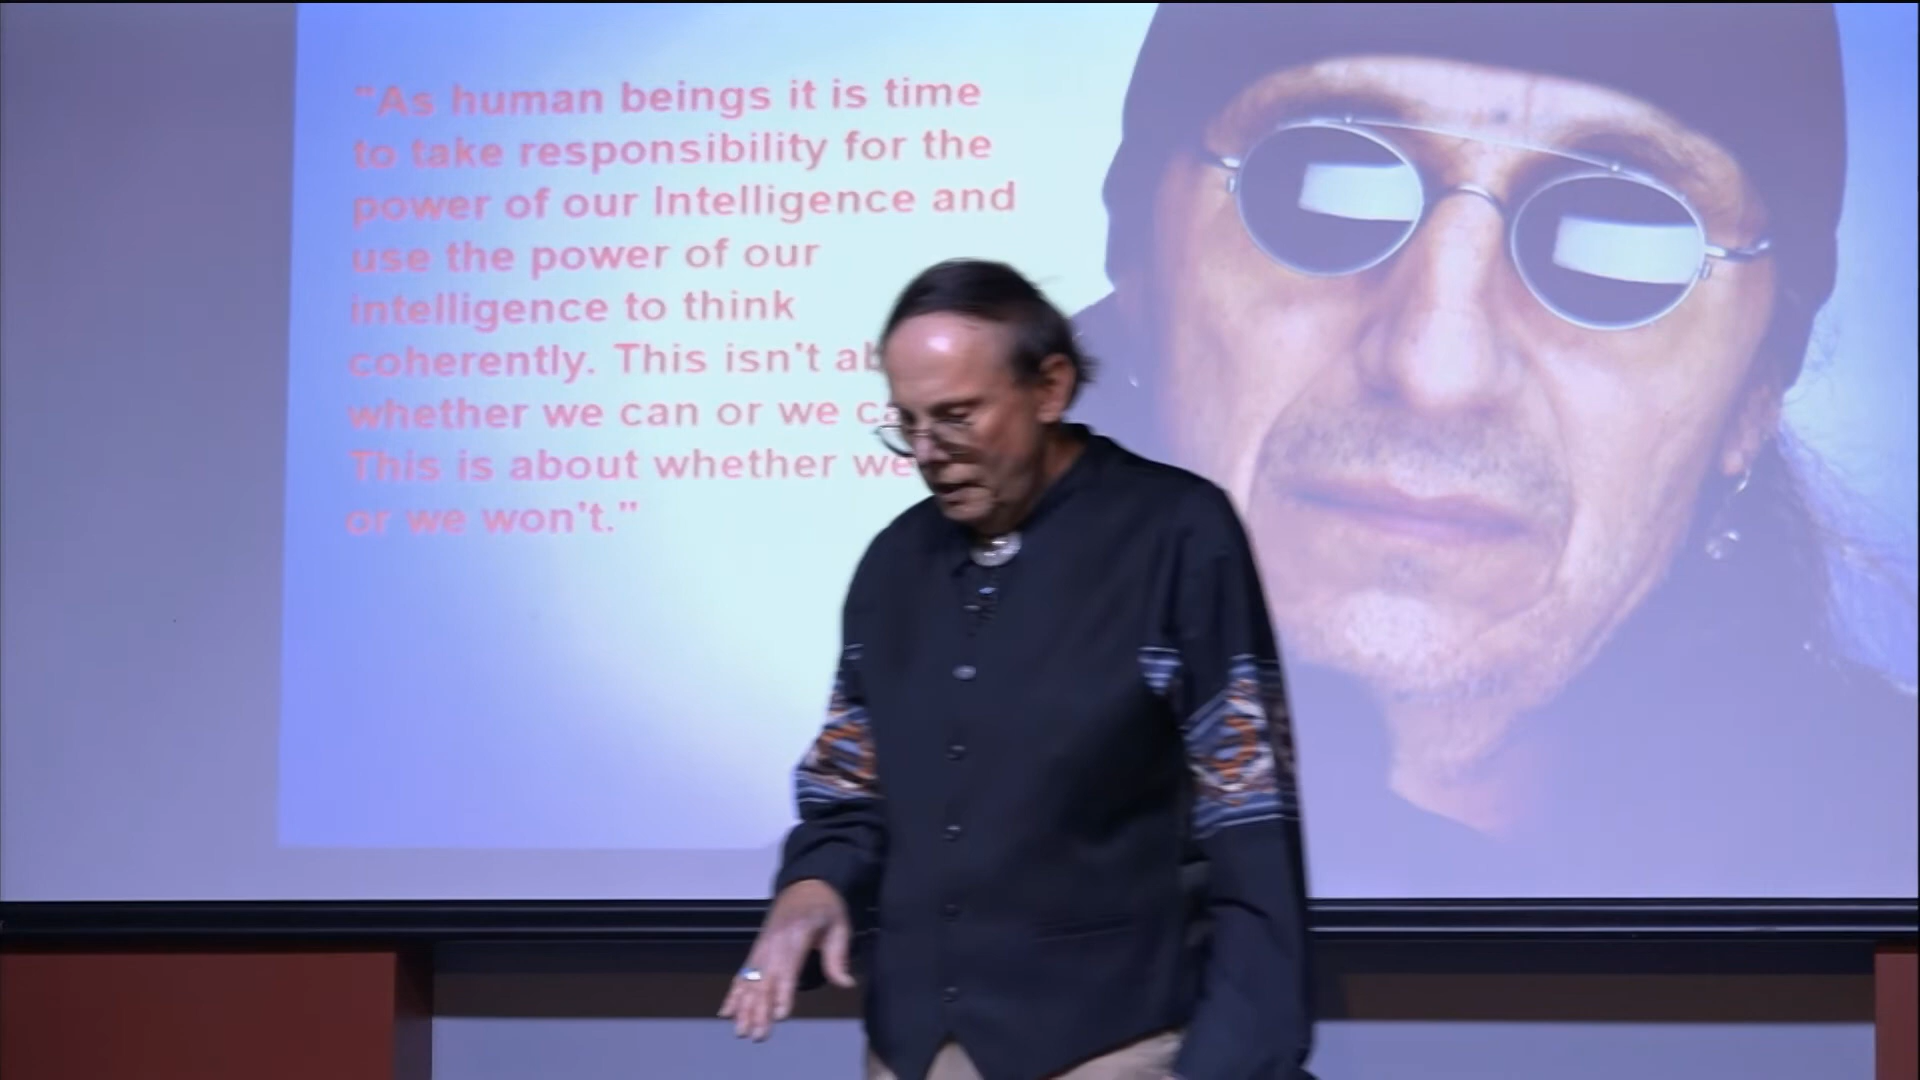 "As human beings it is time
to take responsibility for the
power of our Intelligence and
use the power of our
intelligence to think
coherently. This isn't
whether we can or we
This is about whether we
or we won't."